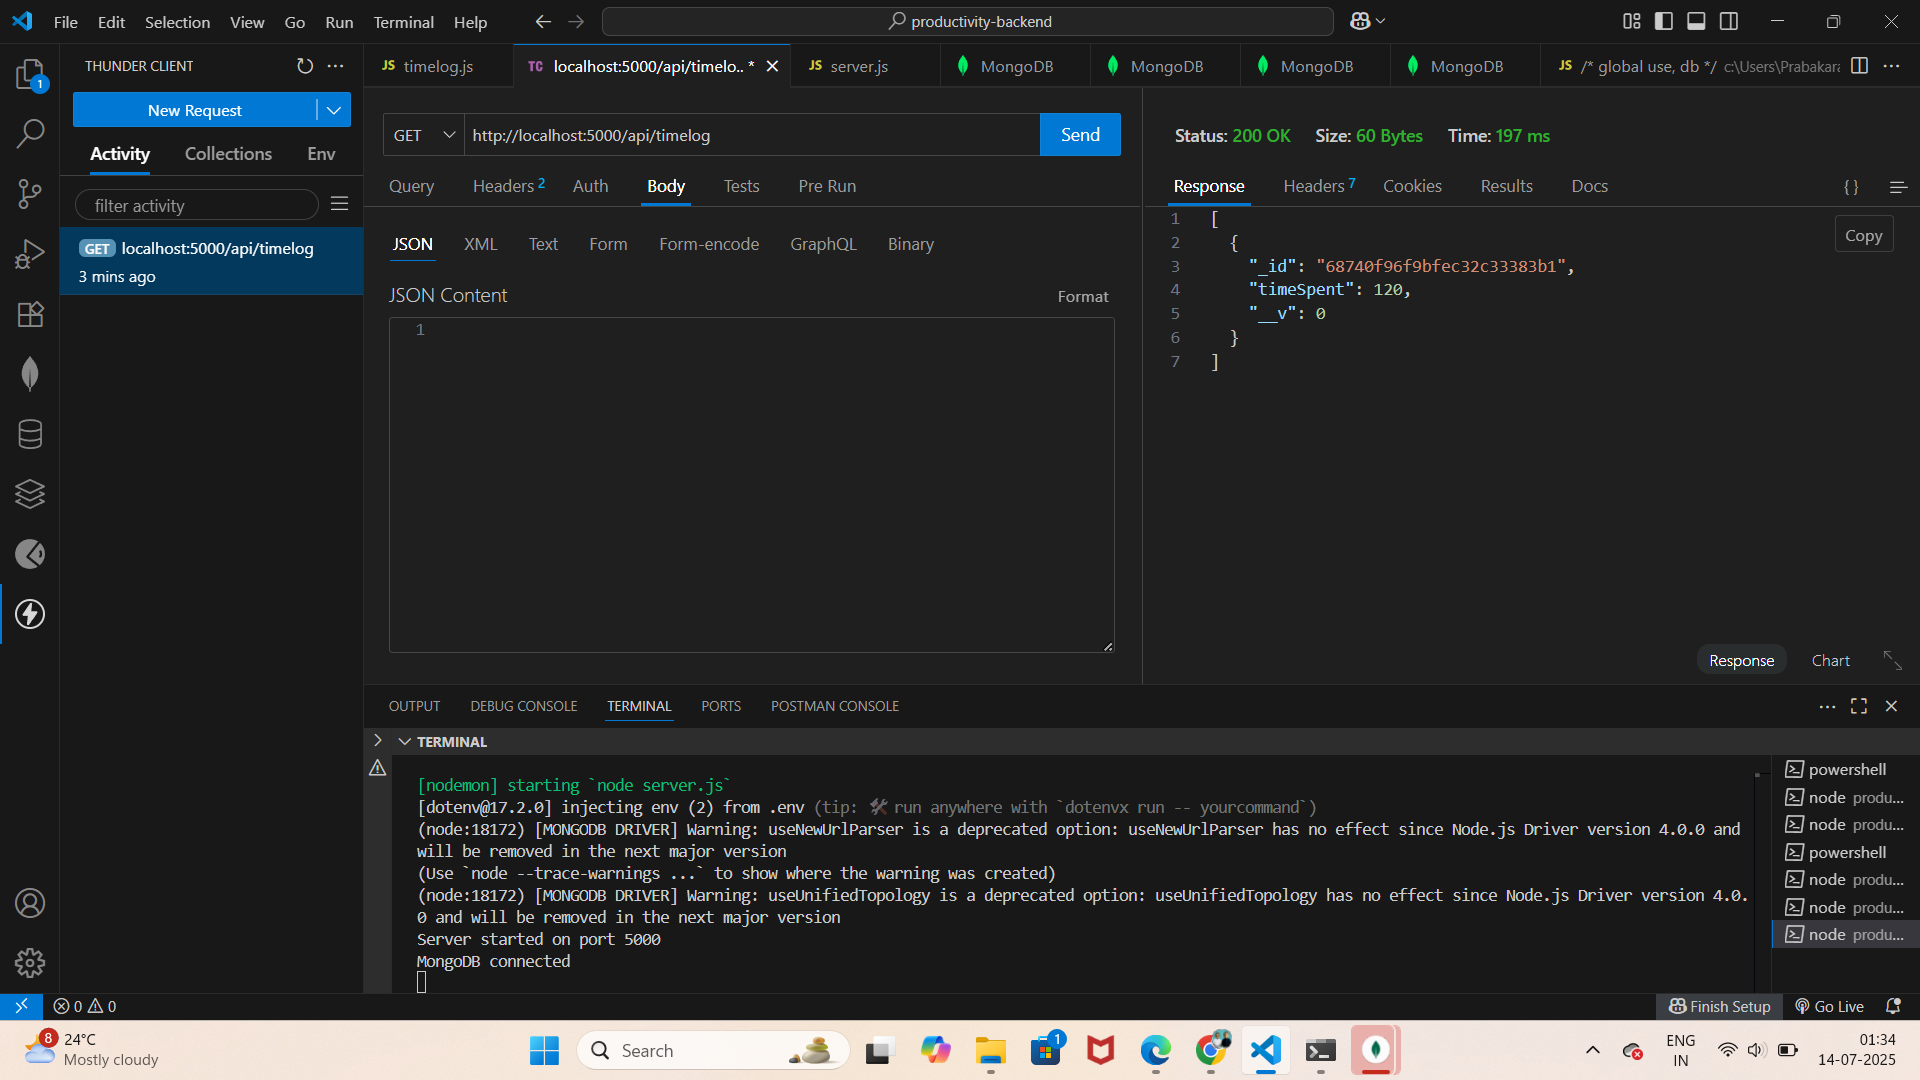 File Edit Selection View Go Run Terminal Help
productivity-backend
THUNDER CLIENT
New Request
Activity Collections Env
filter activity
GET localhost:5000/api/timelog
3 mins ago
JS timelog.js
TC localhost:5000/api/timelo.. *
JS server.js
MongoDB
MongoDB
MongoDB
MongoDB
JS /* global use, db */ c:\Users\Prabakar
GET http://localhost:5000/api/timelog Send
Query Headers 2 Auth Body Tests Pre Run
JSON XML Text Form Form-encode GraphQL Binary
JSON Content Format
1
Status: 200 OK Size: 60 Bytes Time: 197 ms
Response Headers 7 Cookies Results Docs
{ }
Copy
1 [
2 {
3 "_id": "68740f96f9bfec32c33383b1",
4 "timeSpent": 120,
5 "__v": 0
6 }
7 ]
Response Chart
OUTPUT DEBUG CONSOLE TERMINAL PORTS POSTMAN CONSOLE
TERMINAL
[nodemon] starting `node server.js`
[dotenv@17.2.0] injecting env (2) from .env (tip: 🛠️ run anywhere with `dotenvx run -- yourcommand`)
(node:18172) [MONGODB DRIVER] Warning: useNewUrlParser is a deprecated option: useNewUrlParser has no effect since Node.js Driver version 4.0.0 and
will be removed in the next major version
(Use `node --trace-warnings ...` to show where the warning was created)
(node:18172) [MONGODB DRIVER] Warning: useUnifiedTopology is a deprecated option: useUnifiedTopology has no effect since Node.js Driver version 4.0.
0 and will be removed in the next major version
Server started on port 5000
MongoDB connected
powershell
node produ...
node produ...
powershell
node produ...
node produ...
node produ...
1
0 0
Finish Setup Go Live
8
24°C
Mostly cloudy
Search
1
ENG
IN
01:34
14-07-2025